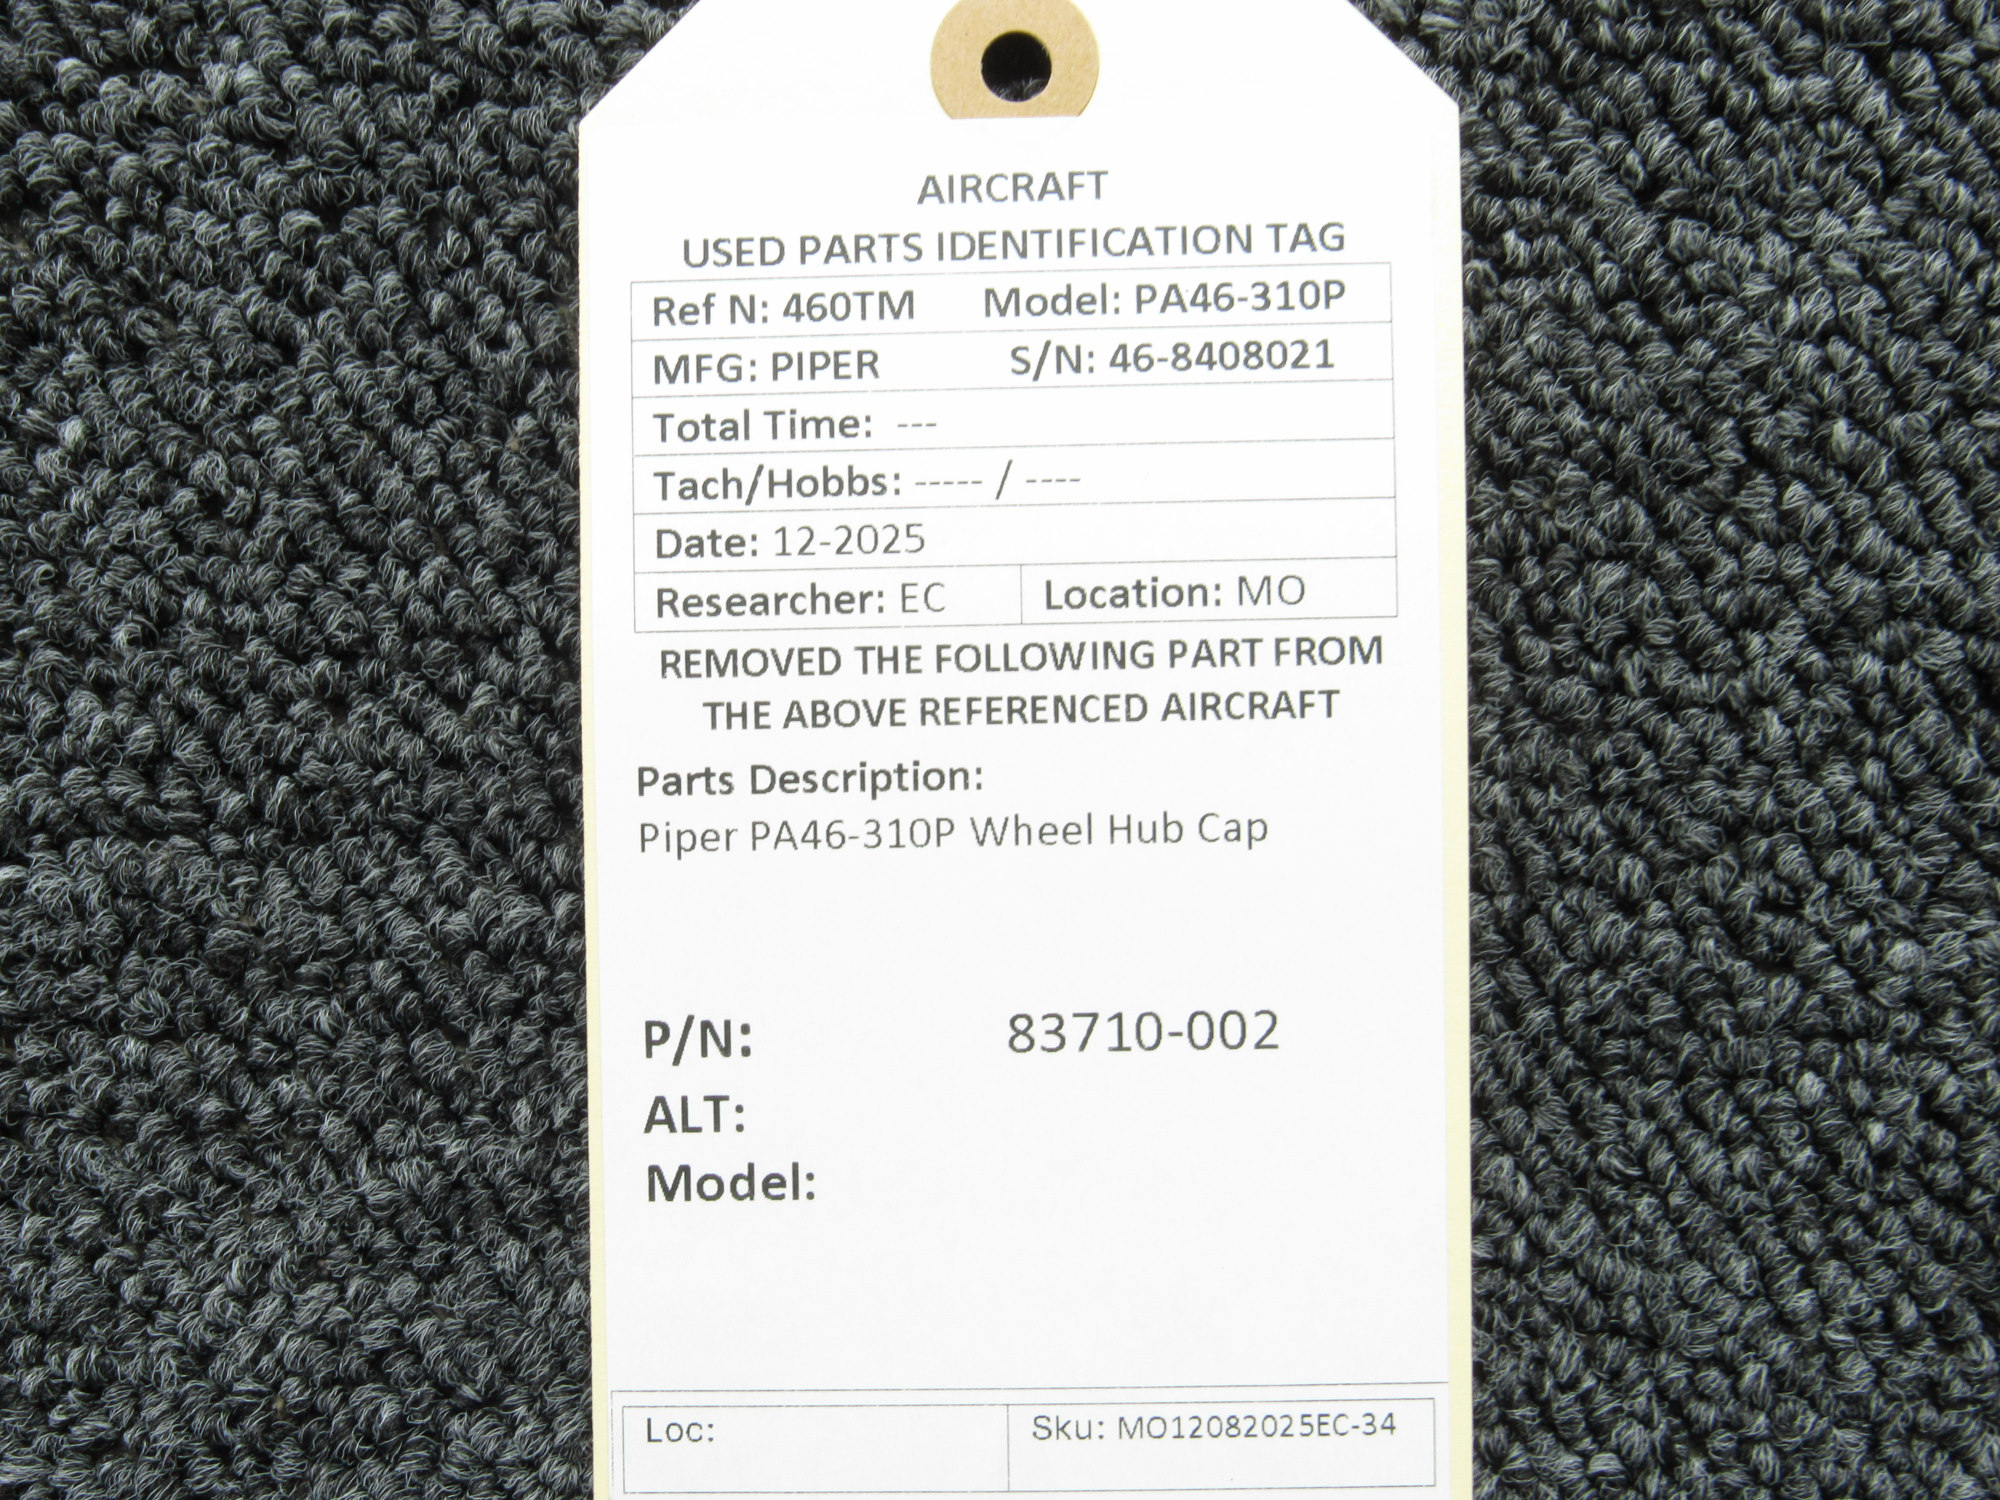 AIRCRAFT
USED PARTS IDENTIFICATION TAG
Ref N: 460TM Model: PA46-310P
MFG: PIPER S/N: 46-8408021
Total Time: ---
Tach/Hobbs: ----- / ----
Date: 12-2025
Researcher: EC Location: MO
REMOVED THE FOLLOWING PART FROM
THE ABOVE REFERENCED AIRCRAFT
Parts Description:
Piper PA46-310P Wheel Hub Cap
P/N: 83710-002
ALT:
Model:
Loc: Sku: MO12082025EC-34